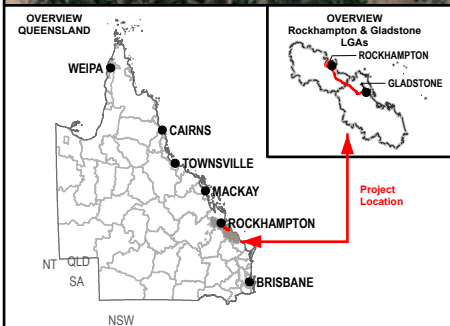 OVERVIEW
QUEENSLAND
WEIPA
CAIRNS
TOWNSVILLE
MACKAY
ROCKHAMPTON
BRISBANE
NT
QLD
SA
NSW
OVERVIEW
Rockhampton & Gladstone
LGAs
ROCKHAMPTON
GLADSTONE
Project
Location